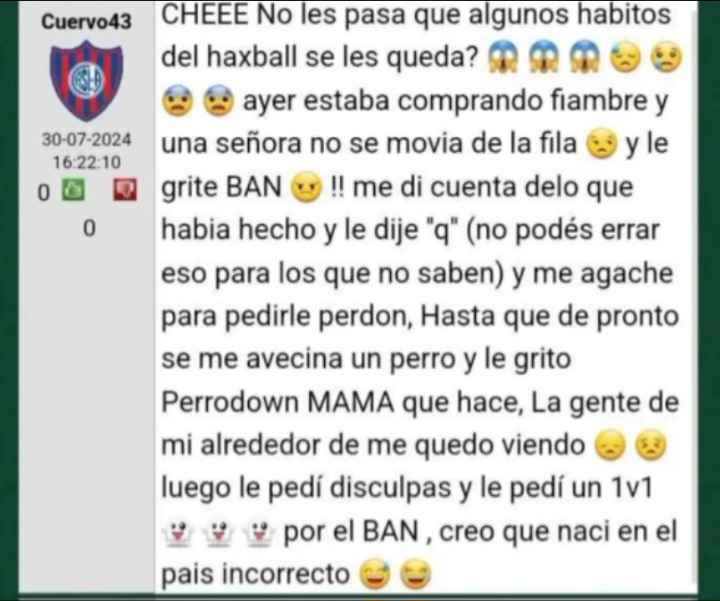 Cuervo43
CASLA
30-07-2024
16:22:10
0
0
CHEEE No les pasa que algunos habitos
del haxball se les queda? 😱 😱 😱 😓 😢
😨 😨 ayer estaba comprando fiambre y
una señora no se movia de la fila 😒 y le
grite BAN 😠 !! me di cuenta delo que
habia hecho y le dije "q" (no podés errar
eso para los que no saben) y me agache
para pedirle perdon, Hasta que de pronto
se me avecina un perro y le grito
Perrodown MAMA que hace, La gente de
mi alrededor de me quedo viendo 😞 😣
luego le pedí disculpas y le pedí un 1v1
👻 👻 👻 por el BAN , creo que naci en el
pais incorrecto 😅 😂